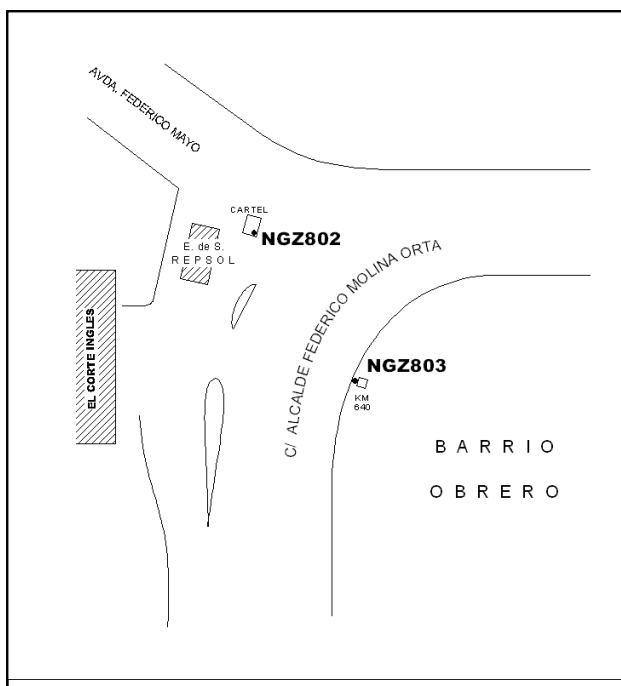 AVDA. FEDERICO MAYO
CARTEL
NGZ802
E. de S.
REPSOL
C/ ALCALDE FEDERICO MOLINA ORTA
EL CORTE INGLES
NGZ803
KM
640
BARRIO
OBRERO